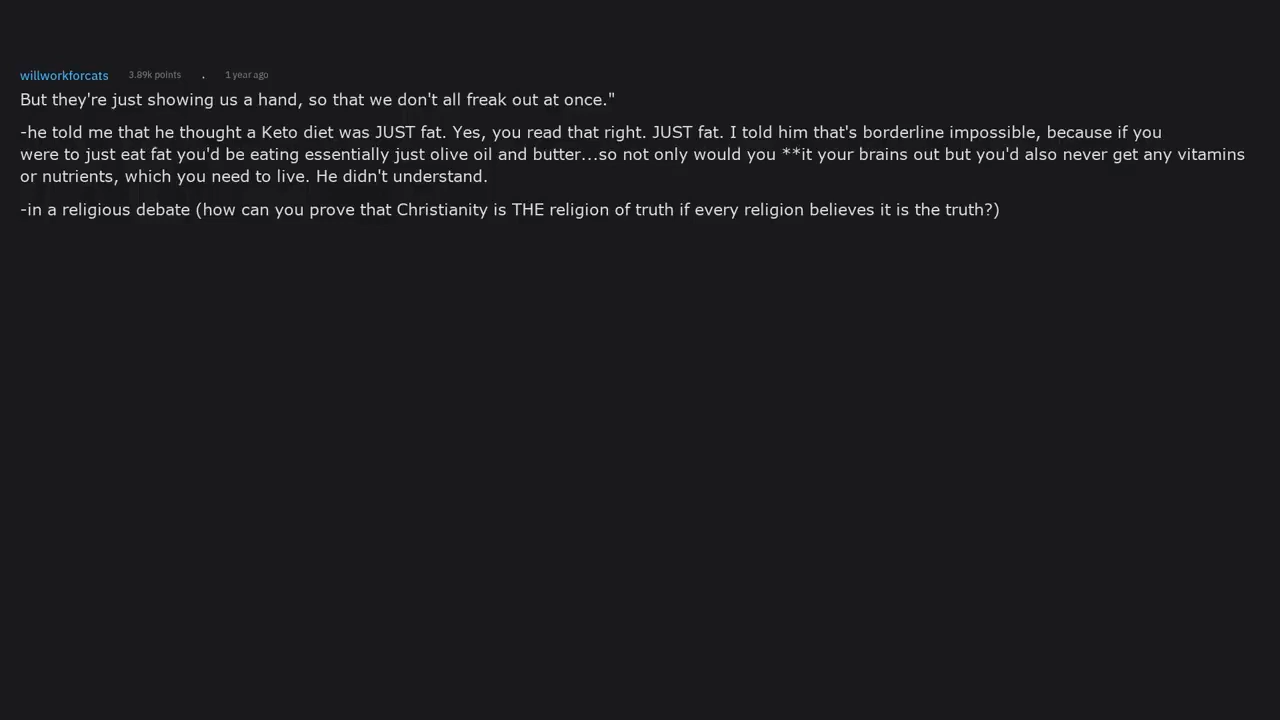 willworkforcats 3.89k points . 1 year ago
But they're just showing us a hand, so that we don't all freak out at once."
-he told me that he thought a Keto diet was JUST fat. Yes, you read that right. JUST fat. I told him that's borderline impossible, because if you
were to just eat fat you'd be eating essentially just olive oil and butter...so not only would you **it your brains out but you'd also never get any vitamins
or nutrients, which you need to live. He didn't understand.
-in a religious debate (how can you prove that Christianity is THE religion of truth if every religion believes it is the truth?)